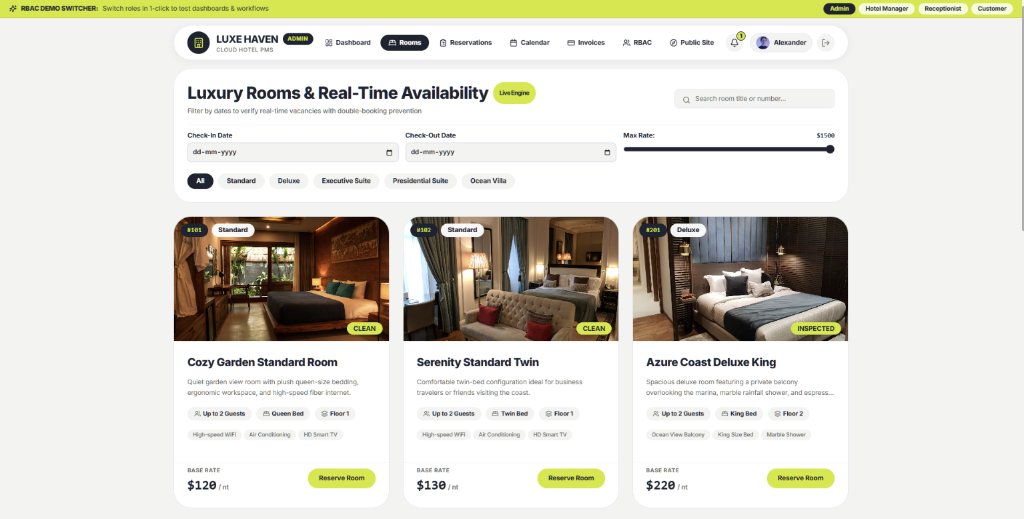 RBAC DEMO SWITCHER: Switch roles in 1-click to test dashboards & workflows
Admin Hotel Manager Receptionist Customer
LUXE HAVEN ADMIN
CLOUD HOTEL PMS
Dashboard Rooms Reservations Calendar Invoices RBAC Public Site 1 Alexander
Luxury Rooms & Real-Time Availability Live Engine
Filter by dates to verify real-time vacancies with double-booking prevention
Search room title or number...
Check-In Date Check-Out Date Max Rate: $1500
dd-mm-yyyy dd-mm-yyyy
All Standard Deluxe Executive Suite Presidential Suite Ocean Villa
#101 Standard
CLEAN
Cozy Garden Standard Room
Quiet garden view room with plush queen-size bedding,
ergonomic workspace, and high-speed fiber internet.
Up to 2 Guests Queen Bed Floor 1
High-speed WiFi Air Conditioning HD Smart TV
BASE RATE
$120 / nt Reserve Room
#102 Standard
CLEAN
Serenity Standard Twin
Comfortable twin-bed configuration ideal for business
travelers or friends visiting the coast.
Up to 2 Guests Twin Bed Floor 1
High-speed WiFi Air Conditioning HD Smart TV
BASE RATE
$130 / nt Reserve Room
#201 Deluxe
INSPECTED
Azure Coast Deluxe King
Spacious deluxe room featuring a private balcony
overlooking the marina, marble rainfall shower, and espress...
Up to 2 Guests King Bed Floor 2
Ocean View Balcony King Size Bed Marble Shower
BASE RATE
$220 / nt Reserve Room